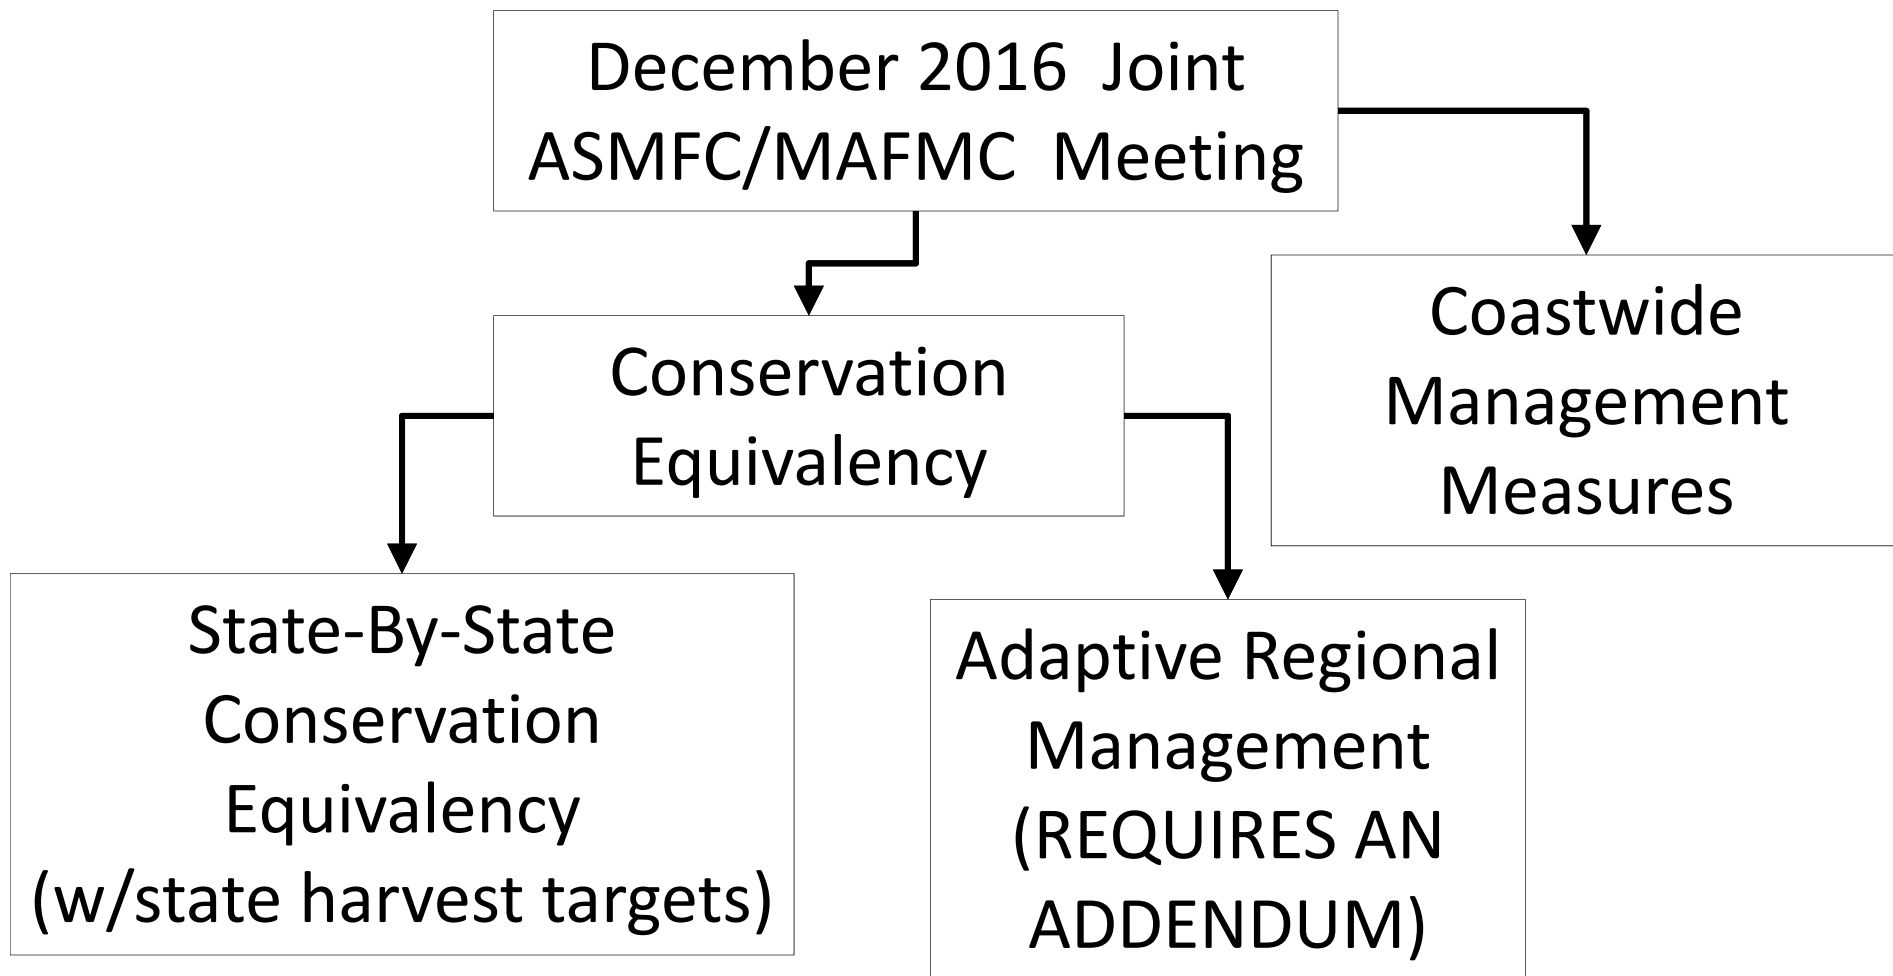 December 2016 Joint
ASMFC/MAFMC Meeting
Conservation
Equivalency
Coastwide
Management
Measures
State-By-State
Conservation
Equivalency
(w/state harvest targets)
Adaptive Regional
Management
(REQUIRES AN
ADDENDUM)